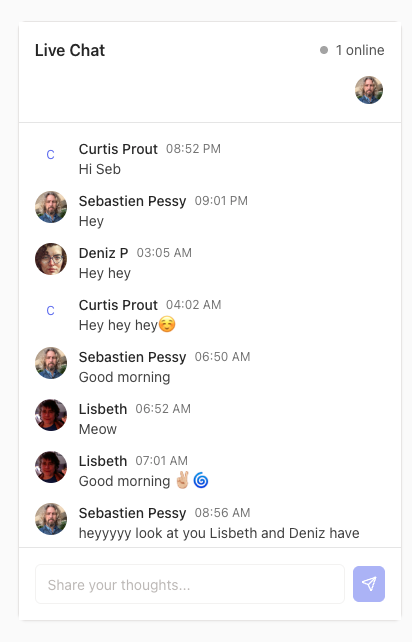 Live Chat
1 online
C
Curtis Prout 08:52 PM
Hi Seb
Sebastien Pessy 09:01 PM
Hey
Deniz P 03:05 AM
Hey hey
C
Curtis Prout 04:02 AM
Hey hey hey☺️
Sebastien Pessy 06:50 AM
Good morning
Lisbeth 06:52 AM
Meow
Lisbeth 07:01 AM
Good morning ✌🏼🌀
Sebastien Pessy 08:56 AM
heyyyyy look at you Lisbeth and Deniz have
Share your thoughts...